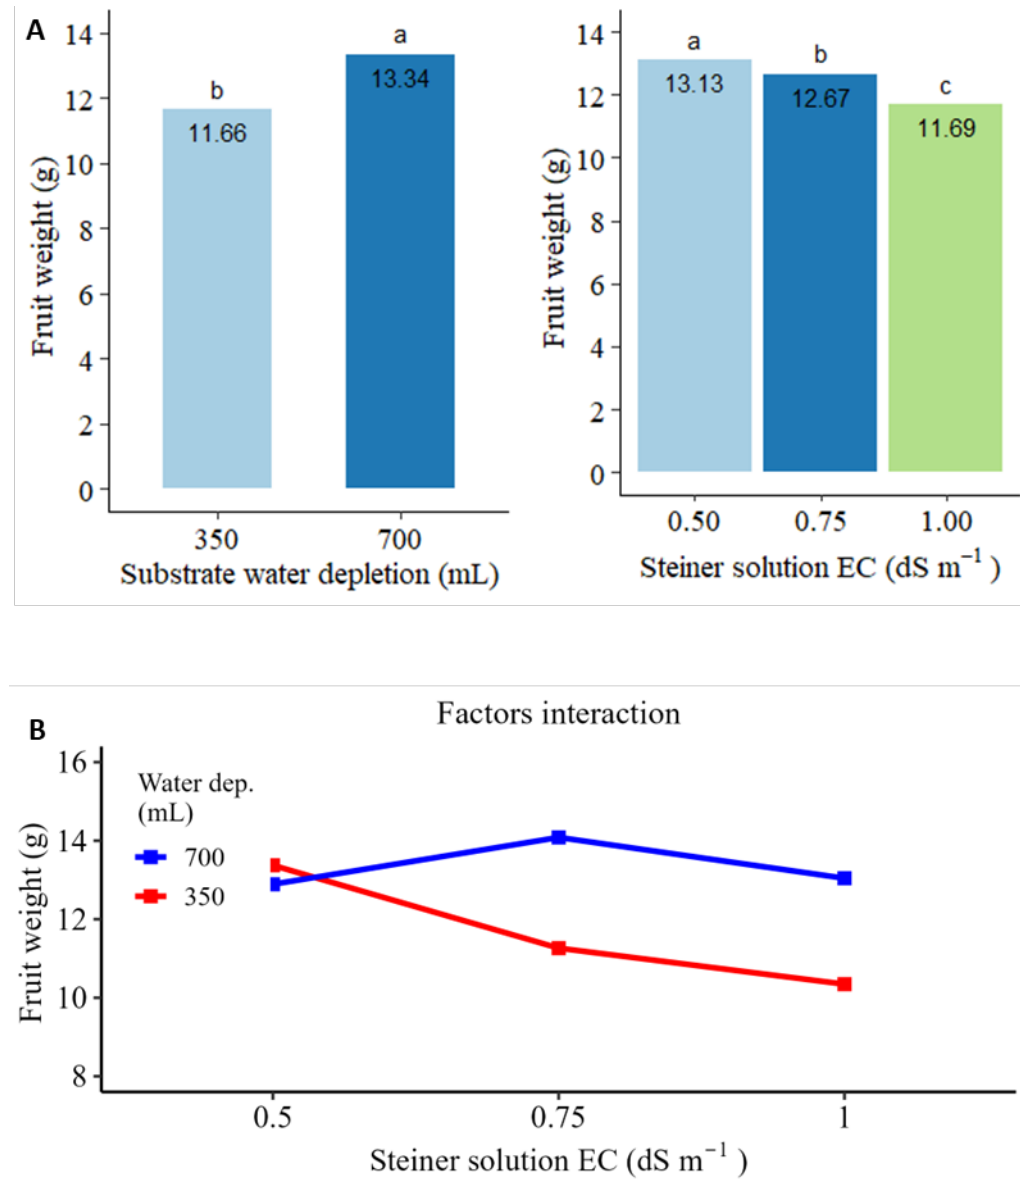 A
Fruit weight (g)
14
12
10
8
6
4
2
0
b
11.66
a
13.34
350 700
Substrate water depletion (mL)
Fruit weight (g)
14
12
10
8
6
4
2
0
a
13.13
b
12.67
c
11.69
0.50 0.75 1.00
Steiner solution EC (dS m⁻¹ )
B
Factors interaction
Fruit weight (g)
16
14
12
10
8
Water dep.
(mL)
700
350
0.5 0.75 1
Steiner solution EC (dS m⁻¹ )